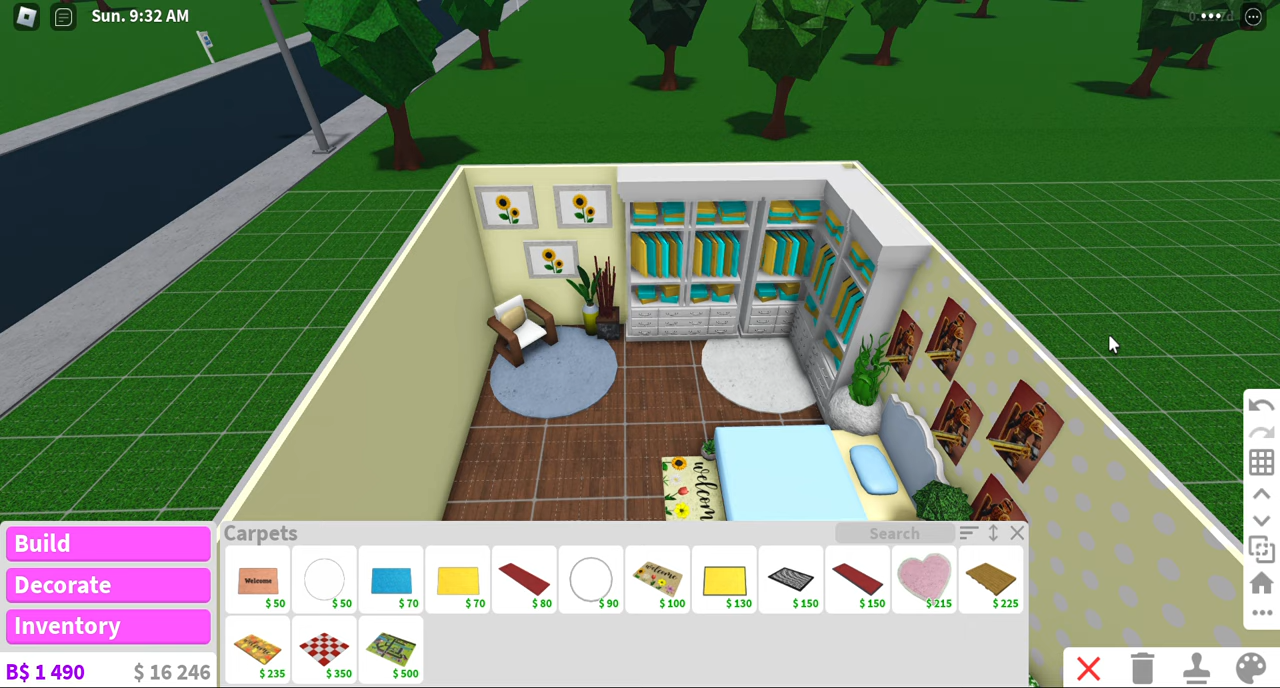 Sun. 9:32 AM
welcom
Build
Decorate
Inventory
B$ 1 490
$ 16 246
Carpets
Search
Welcome
$ 50
$ 50
$ 70
$ 70
$ 80
$ 90
welcome
$ 100
$ 130
$ 150
$ 150
$ 215
$ 225
$ 235
$ 350
$ 500